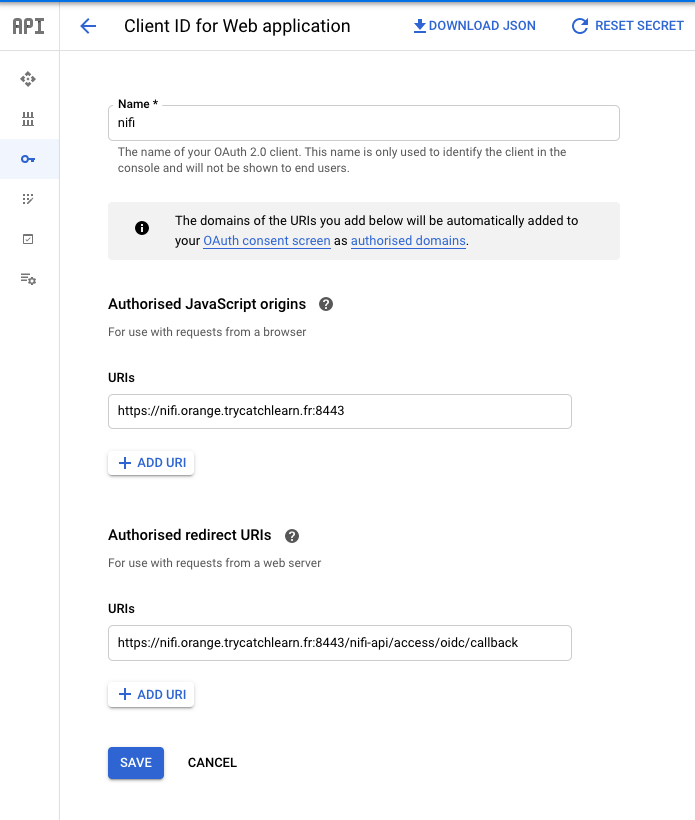 API
Client ID for Web application
DOWNLOAD JSON
RESET SECRET
Name *
nifi
The name of your OAuth 2.0 client. This name is only used to identify the client in the
console and will not be shown to end users.
The domains of the URIs you add below will be automatically added to
your OAuth consent screen as authorised domains.
Authorised JavaScript origins
For use with requests from a browser
URIs
https://nifi.orange.trycatchlearn.fr:8443
ADD URI
Authorised redirect URIs
For use with requests from a web server
URIs
https://nifi.orange.trycatchlearn.fr:8443/nifi-api/access/oidc/callback
ADD URI
SAVE
CANCEL